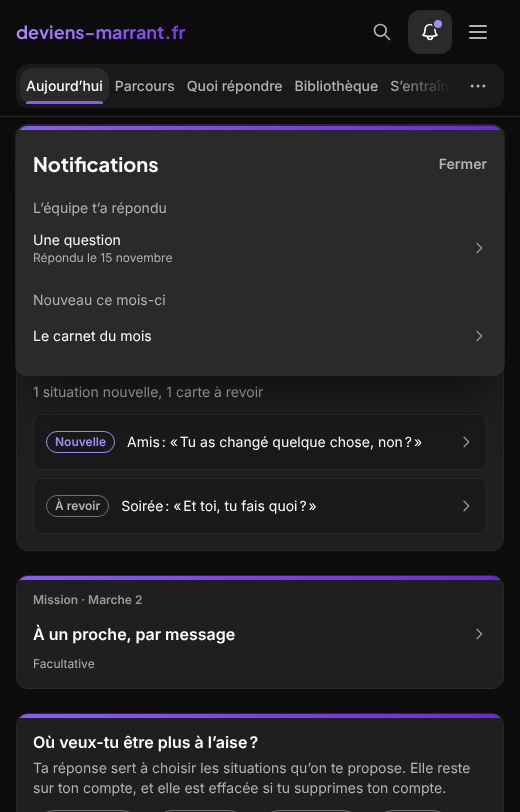 deviens-marrant.fr
Aujourd’hui Parcours Quoi répondre Bibliothèque S’entraîn
Notifications Fermer
L’équipe t’a répondu
Une question
Répondu le 15 novembre
Nouveau ce mois-ci
Le carnet du mois
1 situation nouvelle, 1 carte à revoir
Nouvelle Amis : « Tu as changé quelque chose, non ? »
À revoir Soirée : « Et toi, tu fais quoi ? »
Mission · Marche 2
À un proche, par message
Facultative
Où veux-tu être plus à l’aise ?
Ta réponse sert à choisir les situations qu’on te propose. Elle reste
sur ton compte, et elle est effacée si tu supprimes ton compte.